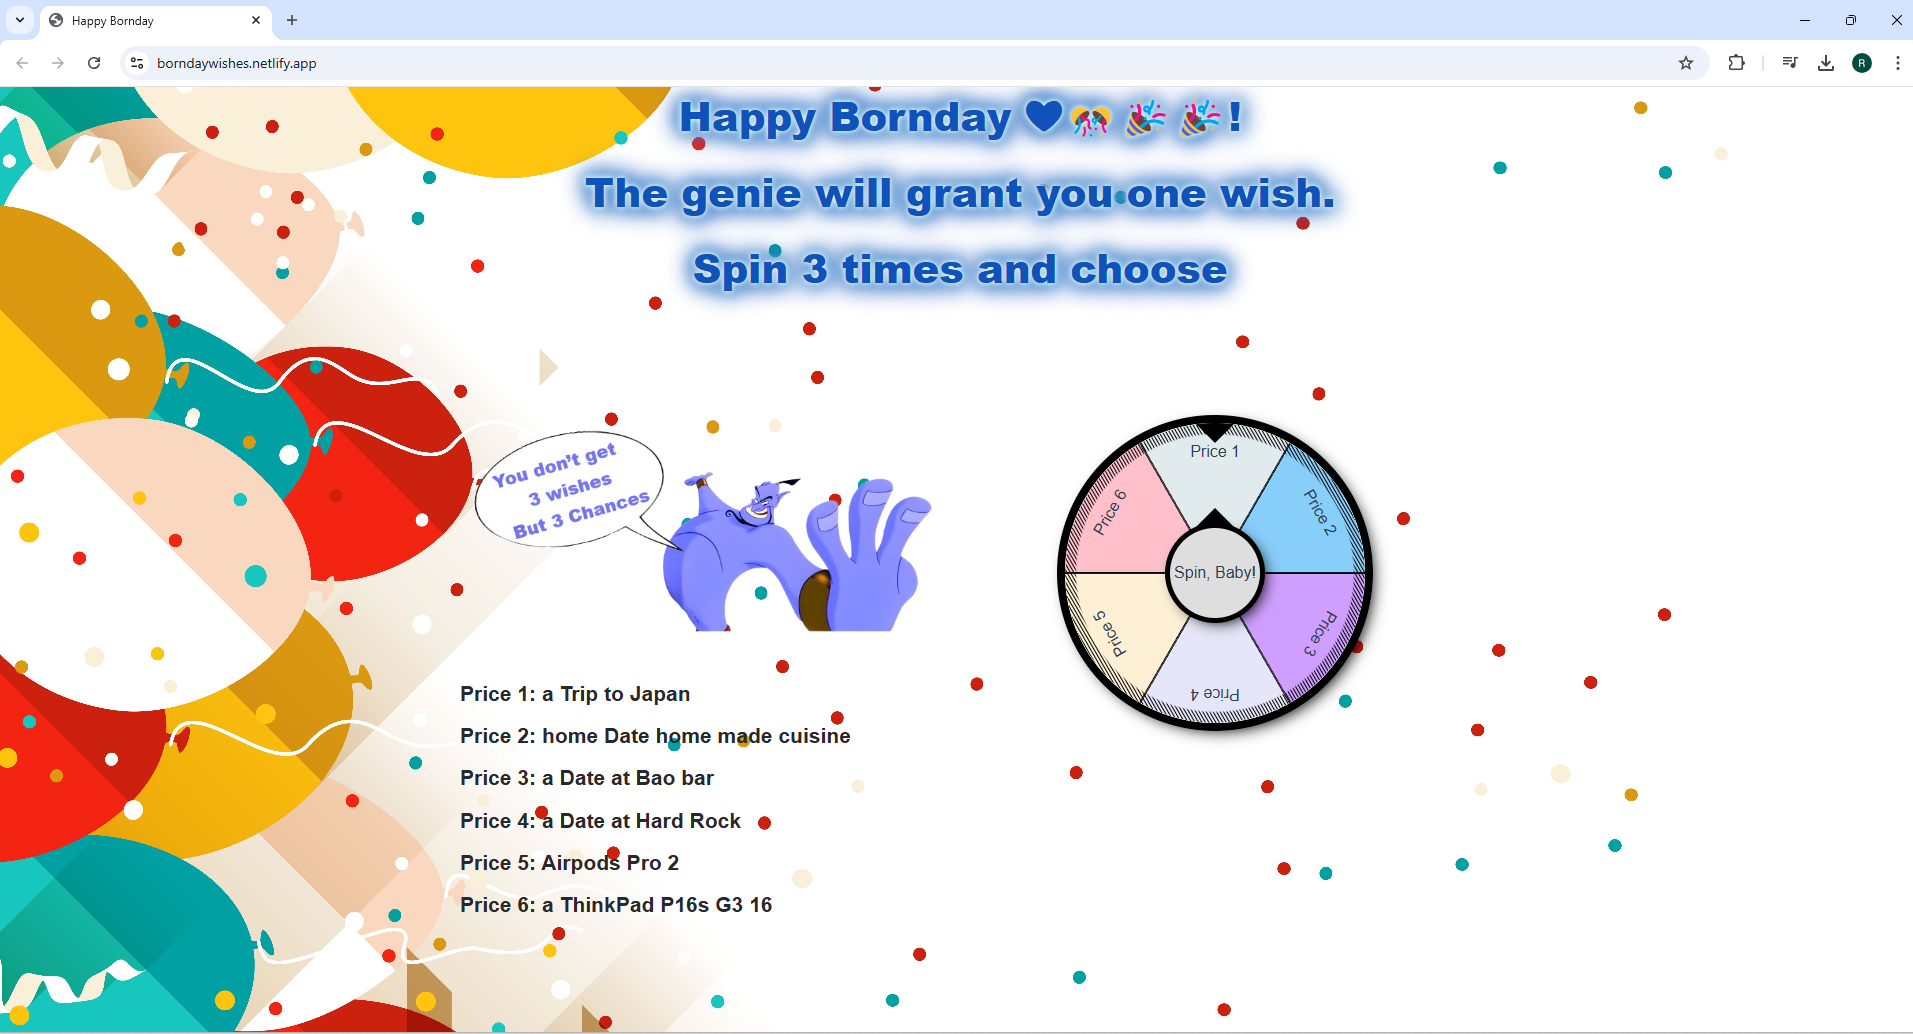 Happy Bornday
borndaywishes.netlify.app
R
Happy Bornday 💙🎊 🎉 🎉!
The genie will grant you one wish.
Spin 3 times and choose
You don't get
3 wishes
But 3 Chances
Price 1
Price 2
Price 3
Price 4
Price 5
Price 6
Spin, Baby!
Price 1: a Trip to Japan
Price 2: home Date home made cuisine
Price 3: a Date at Bao bar
Price 4: a Date at Hard Rock
Price 5: Airpods Pro 2
Price 6: a ThinkPad P16s G3 16